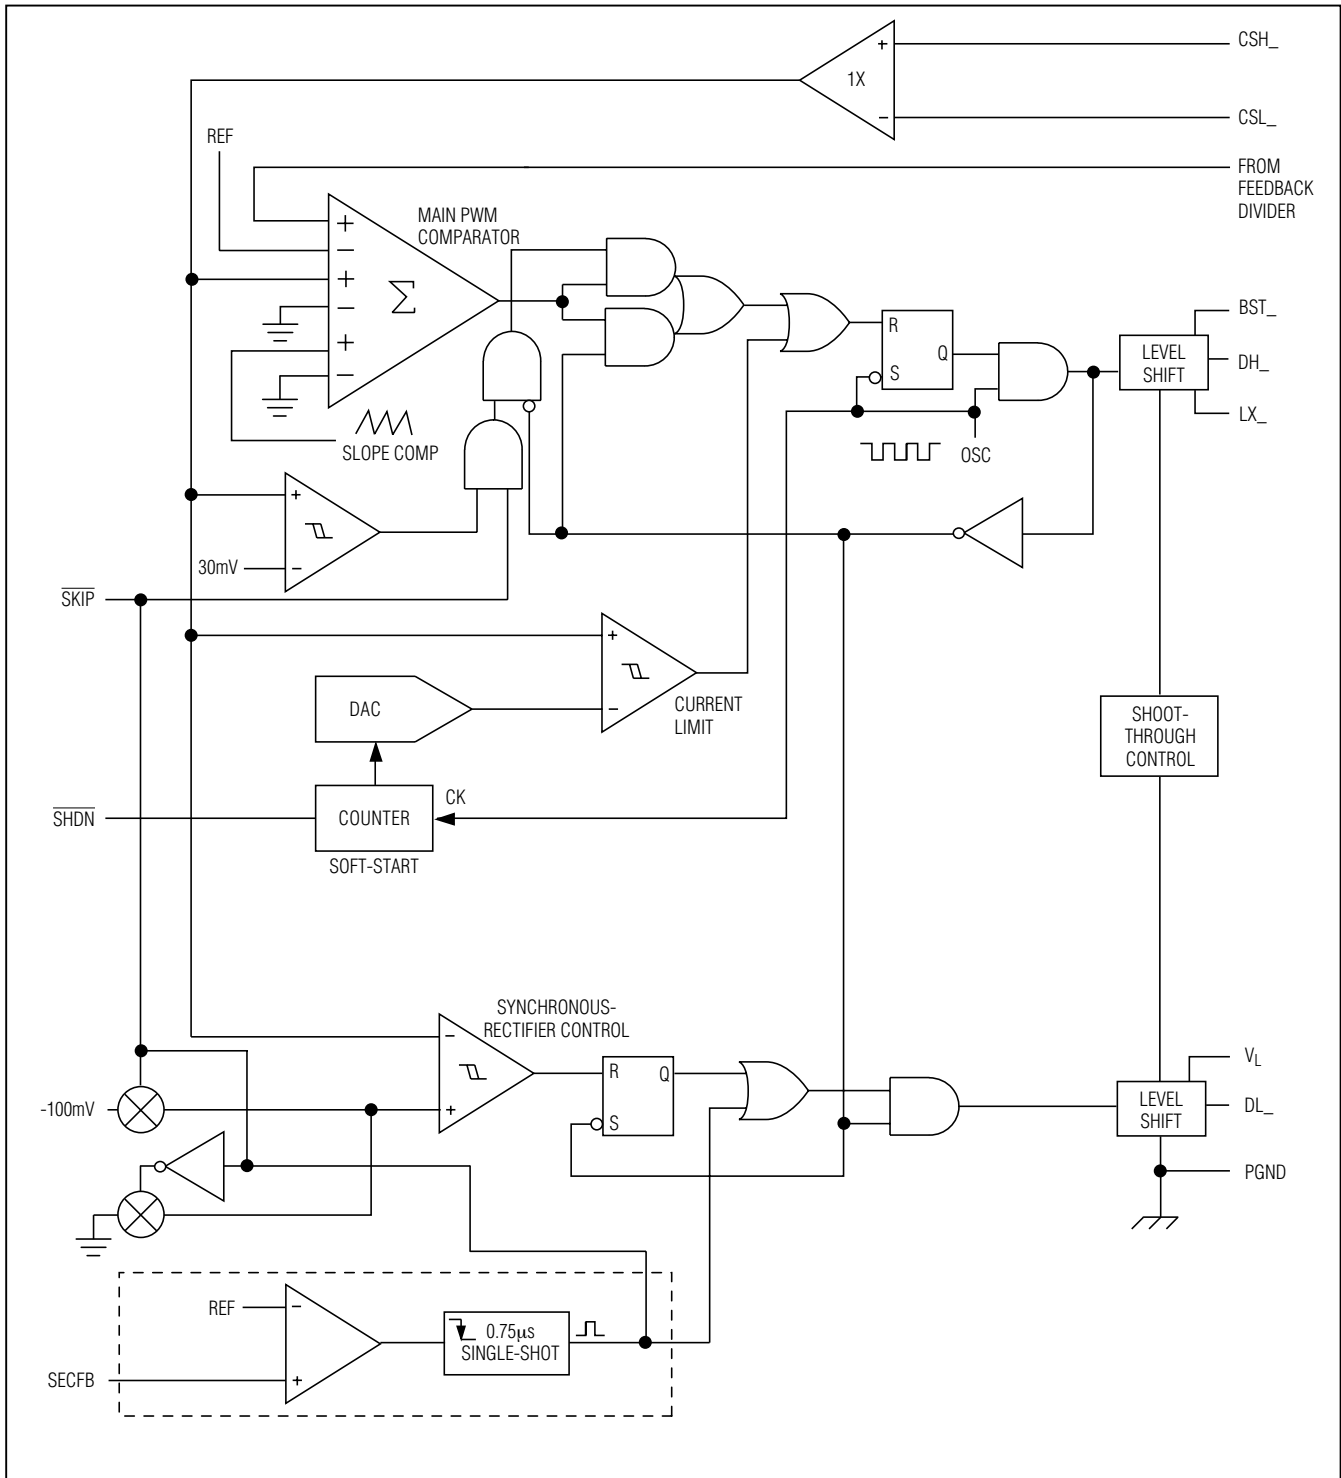 CSH_
+
1X
−
CSL_
REF
FROM
FEEDBACK
DIVIDER
MAIN PWM
COMPARATOR
+
−
+
−
+
−
Σ
SLOPE COMP
R
Q
S
OSC
LEVEL
SHIFT
BST_
DH_
LX_
+
30mV
−
SKIP
+
−
CURRENT
LIMIT
DAC
SHOOT-
THROUGH
CONTROL
SHDN
COUNTER
CK
SOFT-START
SYNCHRONOUS-
RECTIFIER CONTROL
−
+
R
Q
S
-100mV
VL
LEVEL
SHIFT
DL_
PGND
REF
−
+
0.75µs
SINGLE-SHOT
SECFB